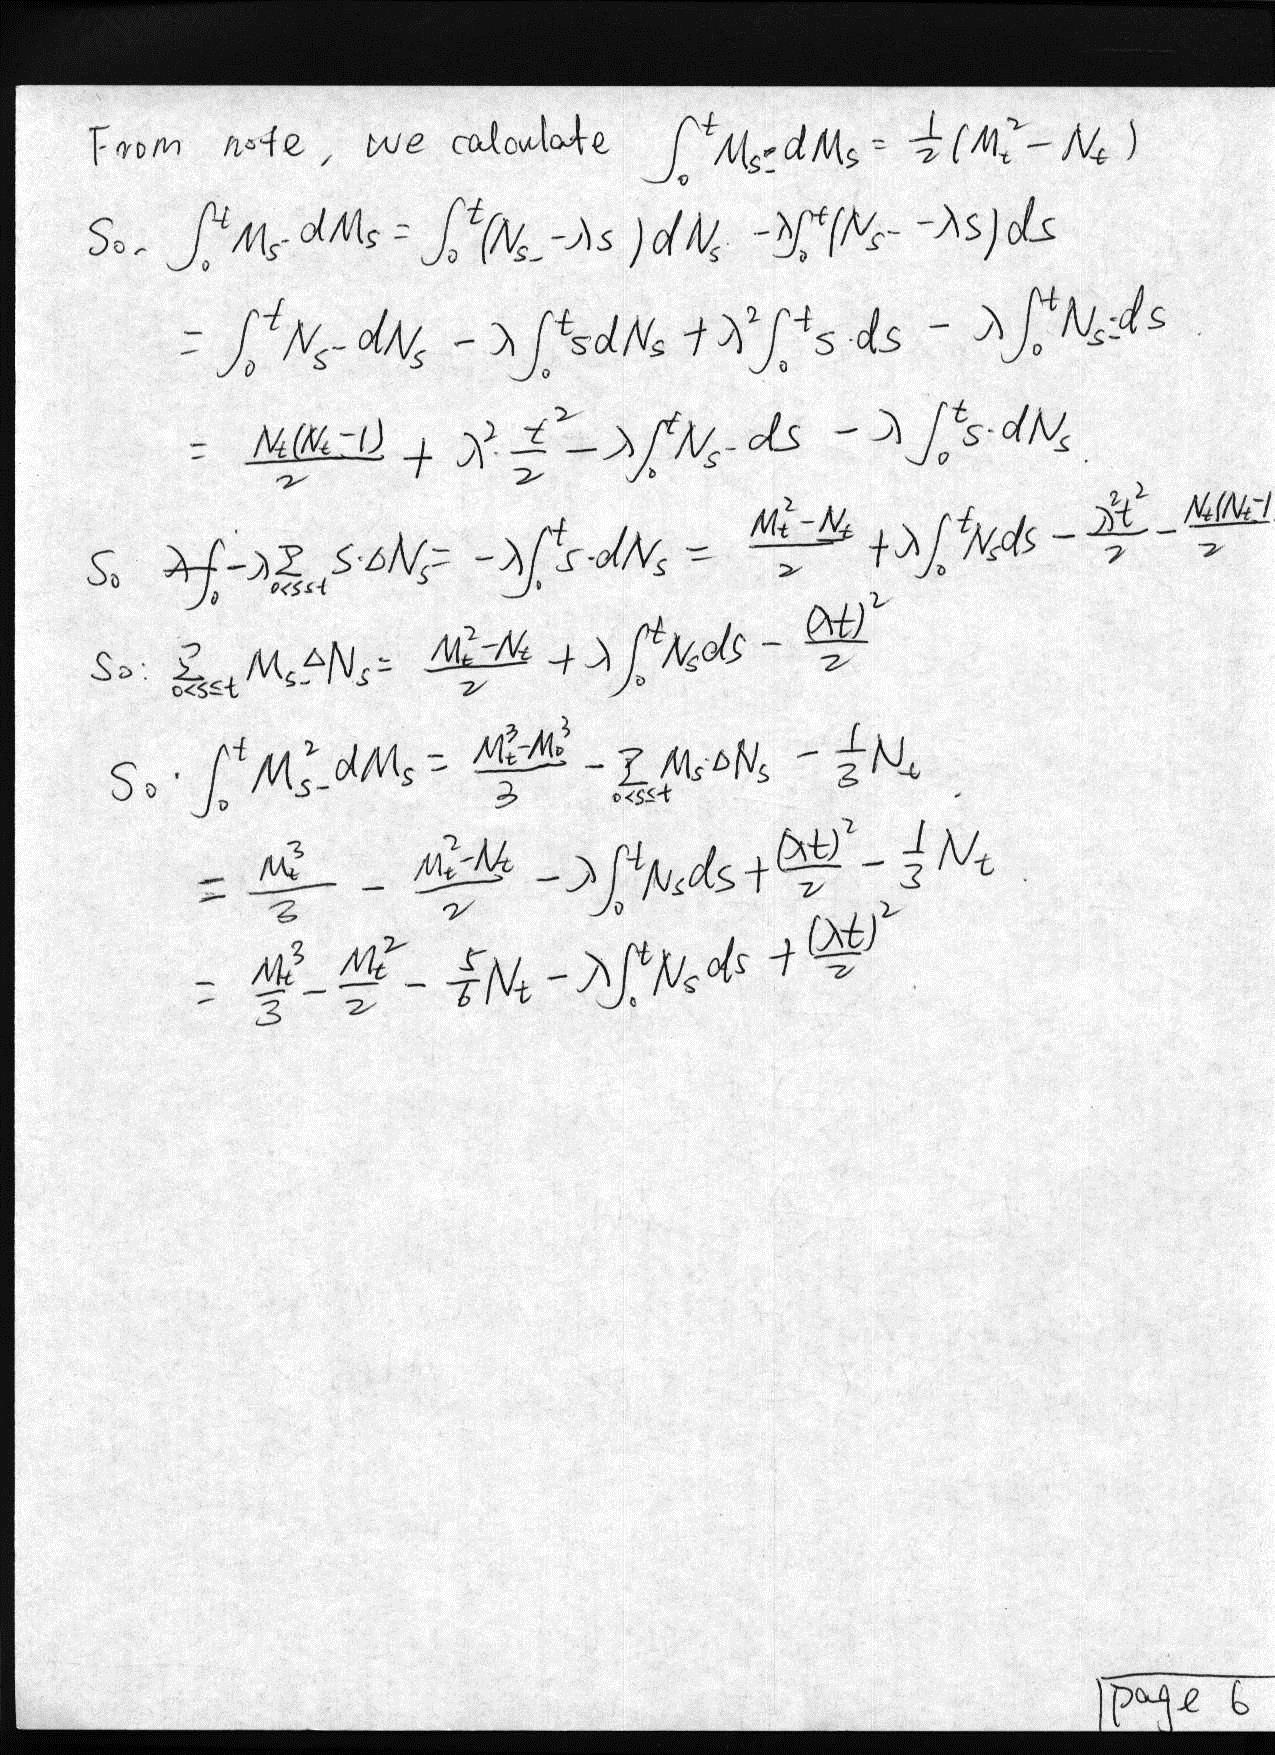 From note, we calculate ∫₀ᵗ M_{s-} dM_s = 1/2 (M_t² - N_t)
So. ∫₀ᵗ M_{s-} dM_s = ∫₀ᵗ (N_{s-} - λs) dN_s - λ∫₀ᵗ (N_{s-} - λs) ds
= ∫₀ᵗ N_{s-} dN_s - λ∫₀ᵗ s dN_s + λ² ∫₀ᵗ s·ds - λ∫₀ᵗ N_{s-} ds
= N_t(N_t-1)/2 + λ²· t²/2 - λ∫₀ᵗ N_{s-} ds - λ∫₀ᵗ s·dN_s
So -λ Σ_{0<s≤t} s·ΔN_s = -λ∫₀ᵗ s·dN_s = (M_t² - N_t)/2 + λ∫₀ᵗ N_s ds - λ²t²/2 - N_t(N_t-1)/2
So: Σ_{0<s≤t} M_{s-} ΔN_s = (M_t² - N_t)/2 + λ∫₀ᵗ N_s ds - (λt)²/2
So. ∫₀ᵗ M_{s-}² dM_s = (M_t³ - M_0³)/3 - Σ_{0<s≤t} M_s·ΔN_s - 1/3 N_t
= M_t³/3 - (M_t² - N_t)/2 - λ∫₀ᵗ N_s ds + (λt)²/2 - 1/3 N_t
= M_t³/3 - M_t²/2 - 5/6 N_t - λ∫₀ᵗ N_s ds + (λt)²/2
page 6